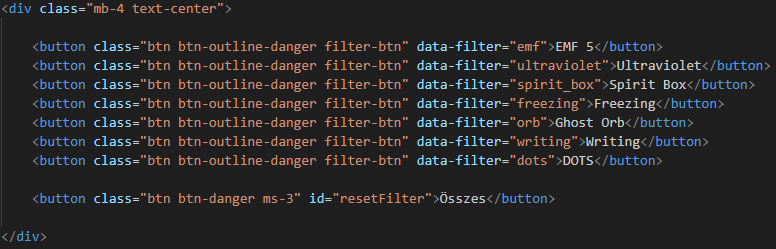 <div class="mb-4 text-center">
<button class="btn btn-outline-danger filter-btn" data-filter="emf">EMF 5</button>
<button class="btn btn-outline-danger filter-btn" data-filter="ultraviolet">Ultraviolet</button>
<button class="btn btn-outline-danger filter-btn" data-filter="spirit_box">Spirit Box</button>
<button class="btn btn-outline-danger filter-btn" data-filter="freezing">Freezing</button>
<button class="btn btn-outline-danger filter-btn" data-filter="orb">Ghost Orb</button>
<button class="btn btn-outline-danger filter-btn" data-filter="writing">Writing</button>
<button class="btn btn-outline-danger filter-btn" data-filter="dots">DOTS</button>
<button class="btn btn-danger ms-3" id="resetFilter">Összes</button>
</div>